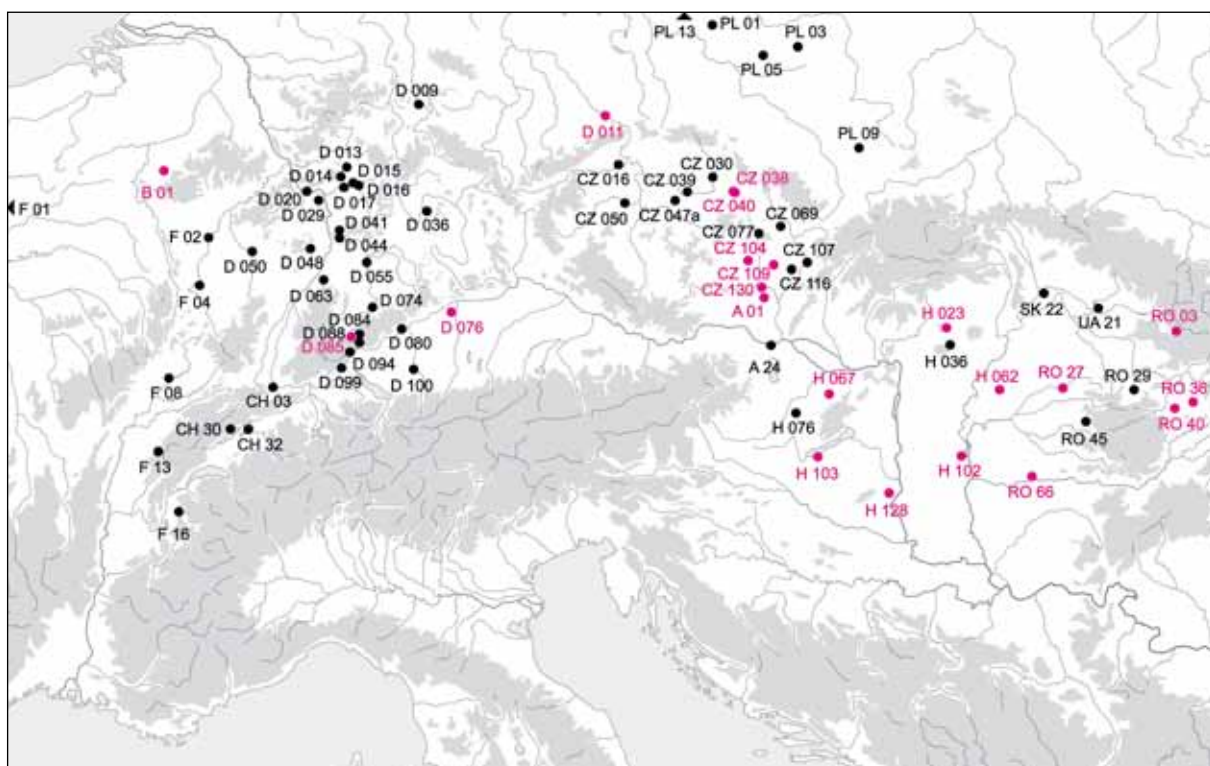 PL 13
PL 01
PL 03
PL 05
D 009
D 011
PL 09
D 013
D 014
D 015
D 016
D 017
D 020
D 029
B 01
F 01
CZ 016
CZ 030
CZ 039
CZ 038
CZ 040
CZ 050
CZ 047a
D 036
D 041
D 044
F 02
D 050
D 048
D 055
CZ 069
CZ 077
CZ 104
CZ 107
CZ 109
CZ 116
CZ 130
A 01
F 04
D 063
D 074
D 084
D 088
D 085
D 076
D 080
D 094
D 099
D 100
SK 22
UA 21
RO 03
H 023
H 036
A 24
F 08
CH 03
H 067
H 062
RO 27
RO 29
RO 38
RO 40
CH 30
CH 32
H 076
RO 45
F 13
H 103
H 102
RO 66
F 16
H 128